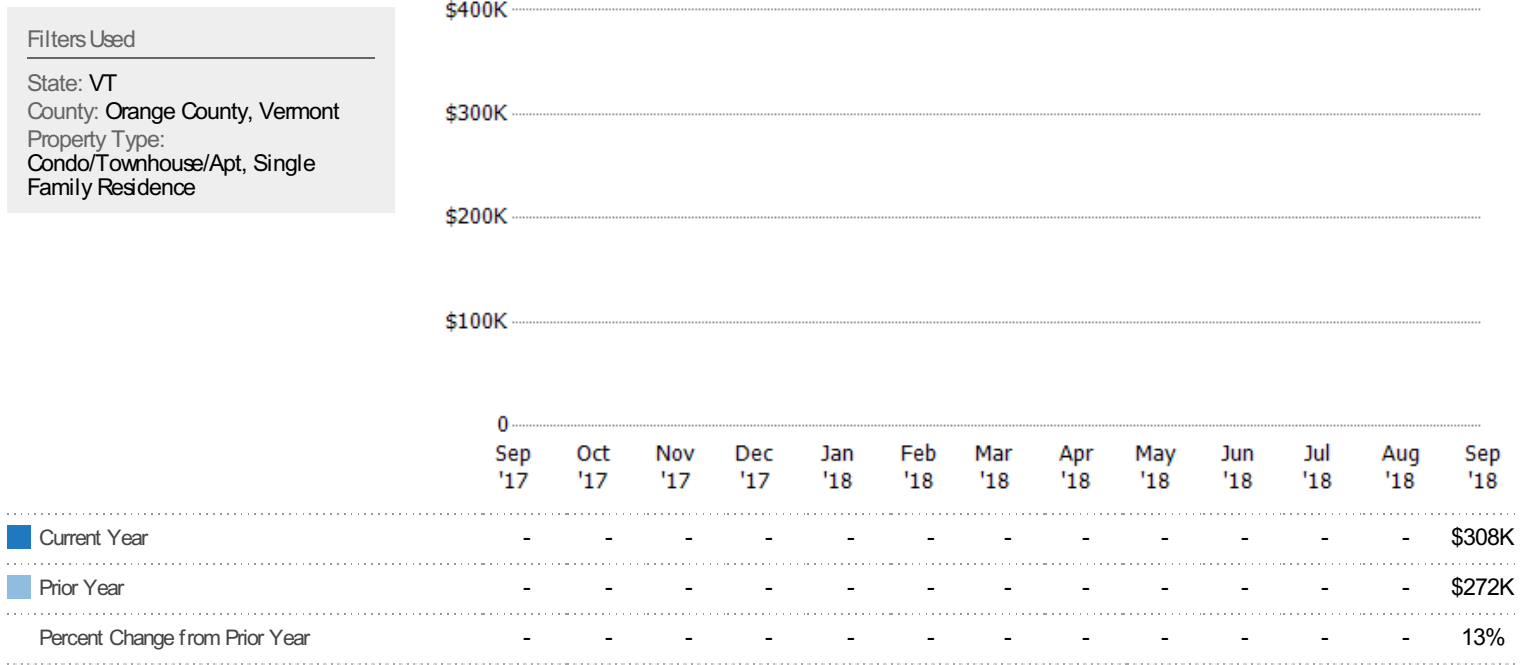 Filters Used
State: VT
County: Orange County, Vermont
Property Type:
Condo/Townhouse/Apt, Single
Family Residence
$400K
$300K
$200K
$100K
0
Sep Oct Nov Dec Jan Feb Mar Apr May Jun Jul Aug Sep
'17 '17 '17 '17 '18 '18 '18 '18 '18 '18 '18 '18 '18
Current Year - - - - - - - - - - - - $308K
Prior Year - - - - - - - - - - - - $272K
Percent Change from Prior Year - - - - - - - - - - - - 13%